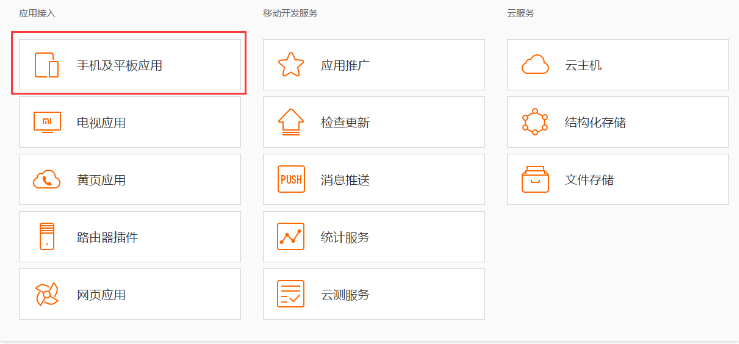 应用接入
手机及平板应用
mi
电视应用
黄页应用
路由器插件
网页应用
移动开发服务
应用推广
检查更新
PUSH
消息推送
统计服务
云测服务
云服务
云主机
结构化存储
文件存储